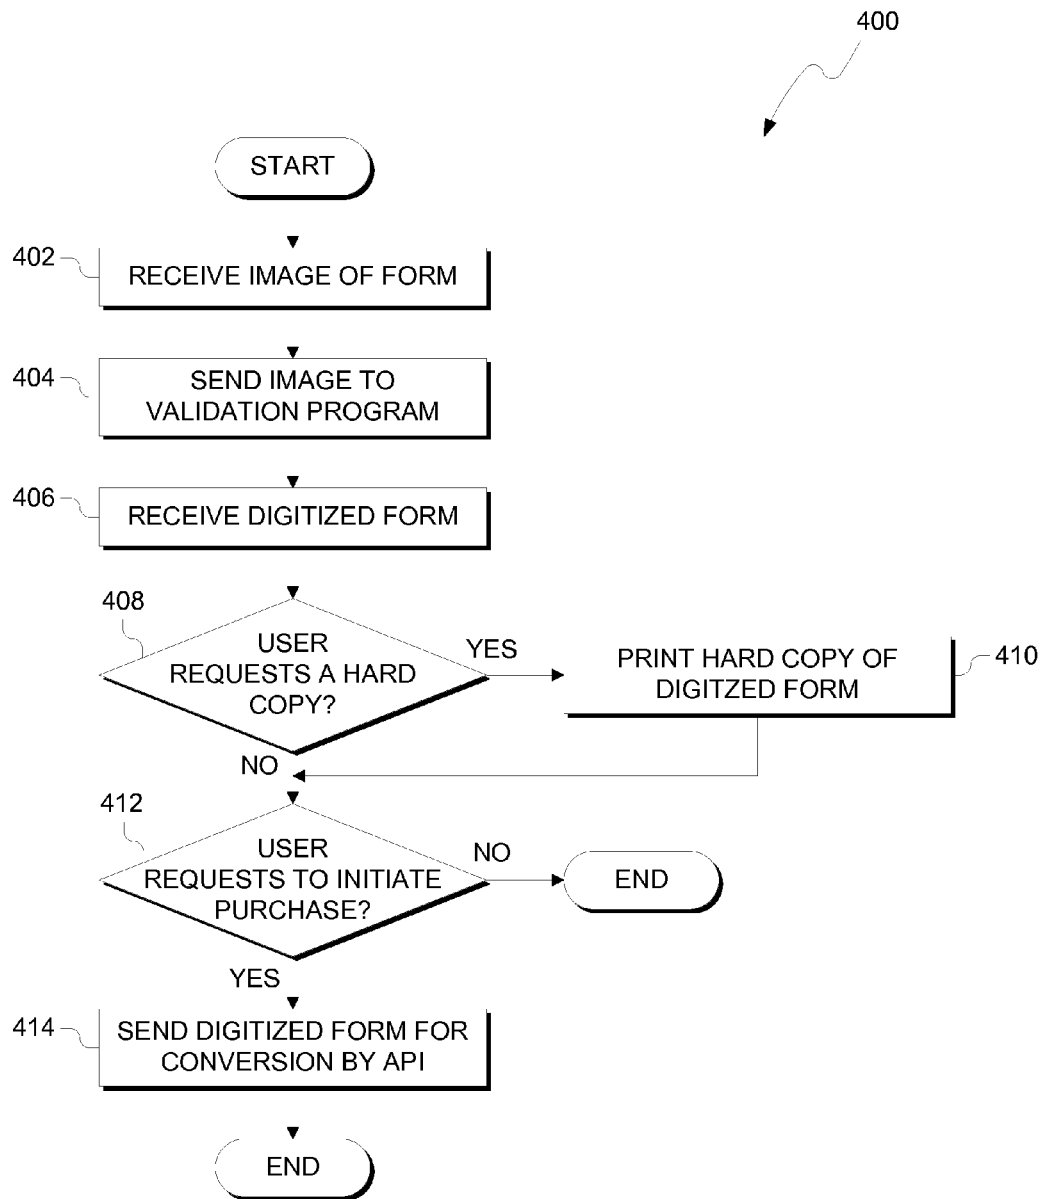 400
START
402
RECEIVE IMAGE OF FORM
404
SEND IMAGE TO
VALIDATION PROGRAM
406
RECEIVE DIGITIZED FORM
408
USER
REQUESTS A HARD
COPY?
YES
PRINT HARD COPY OF
DIGITZED FORM
410
NO
412
USER
REQUESTS TO INITIATE
PURCHASE?
NO
END
YES
414
SEND DIGITIZED FORM FOR
CONVERSION BY API
END